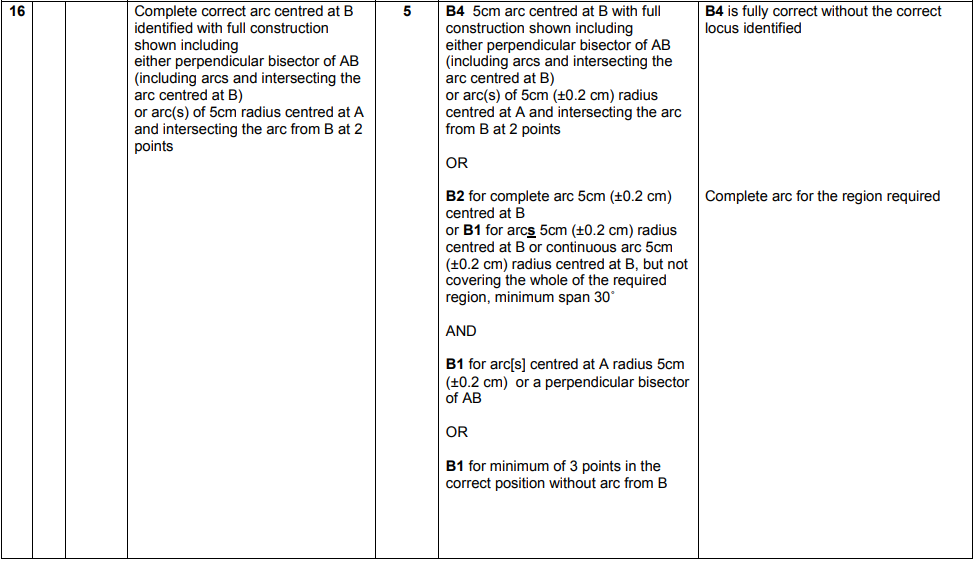 16
Complete correct arc centred at B
identified with full construction
shown including
either perpendicular bisector of AB
(including arcs and intersecting the
arc centred at B)
or arc(s) of 5cm radius centred at A
and intersecting the arc from B at 2
points
5
B4 5cm arc centred at B with full
construction shown including
either perpendicular bisector of AB
(including arcs and intersecting the
arc centred at B)
or arc(s) of 5cm (±0.2 cm) radius
centred at A and intersecting the arc
from B at 2 points
OR
B2 for complete arc 5cm (±0.2 cm)
centred at B
or B1 for arcs 5cm (±0.2 cm) radius
centred at B or continuous arc 5cm
(±0.2 cm) radius centred at B, but not
covering the whole of the required
region, minimum span 30°
AND
B1 for arc[s] centred at A radius 5cm
(±0.2 cm) or a perpendicular bisector
of AB
OR
B1 for minimum of 3 points in the
correct position without arc from B
B4 is fully correct without the correct
locus identified
Complete arc for the region required